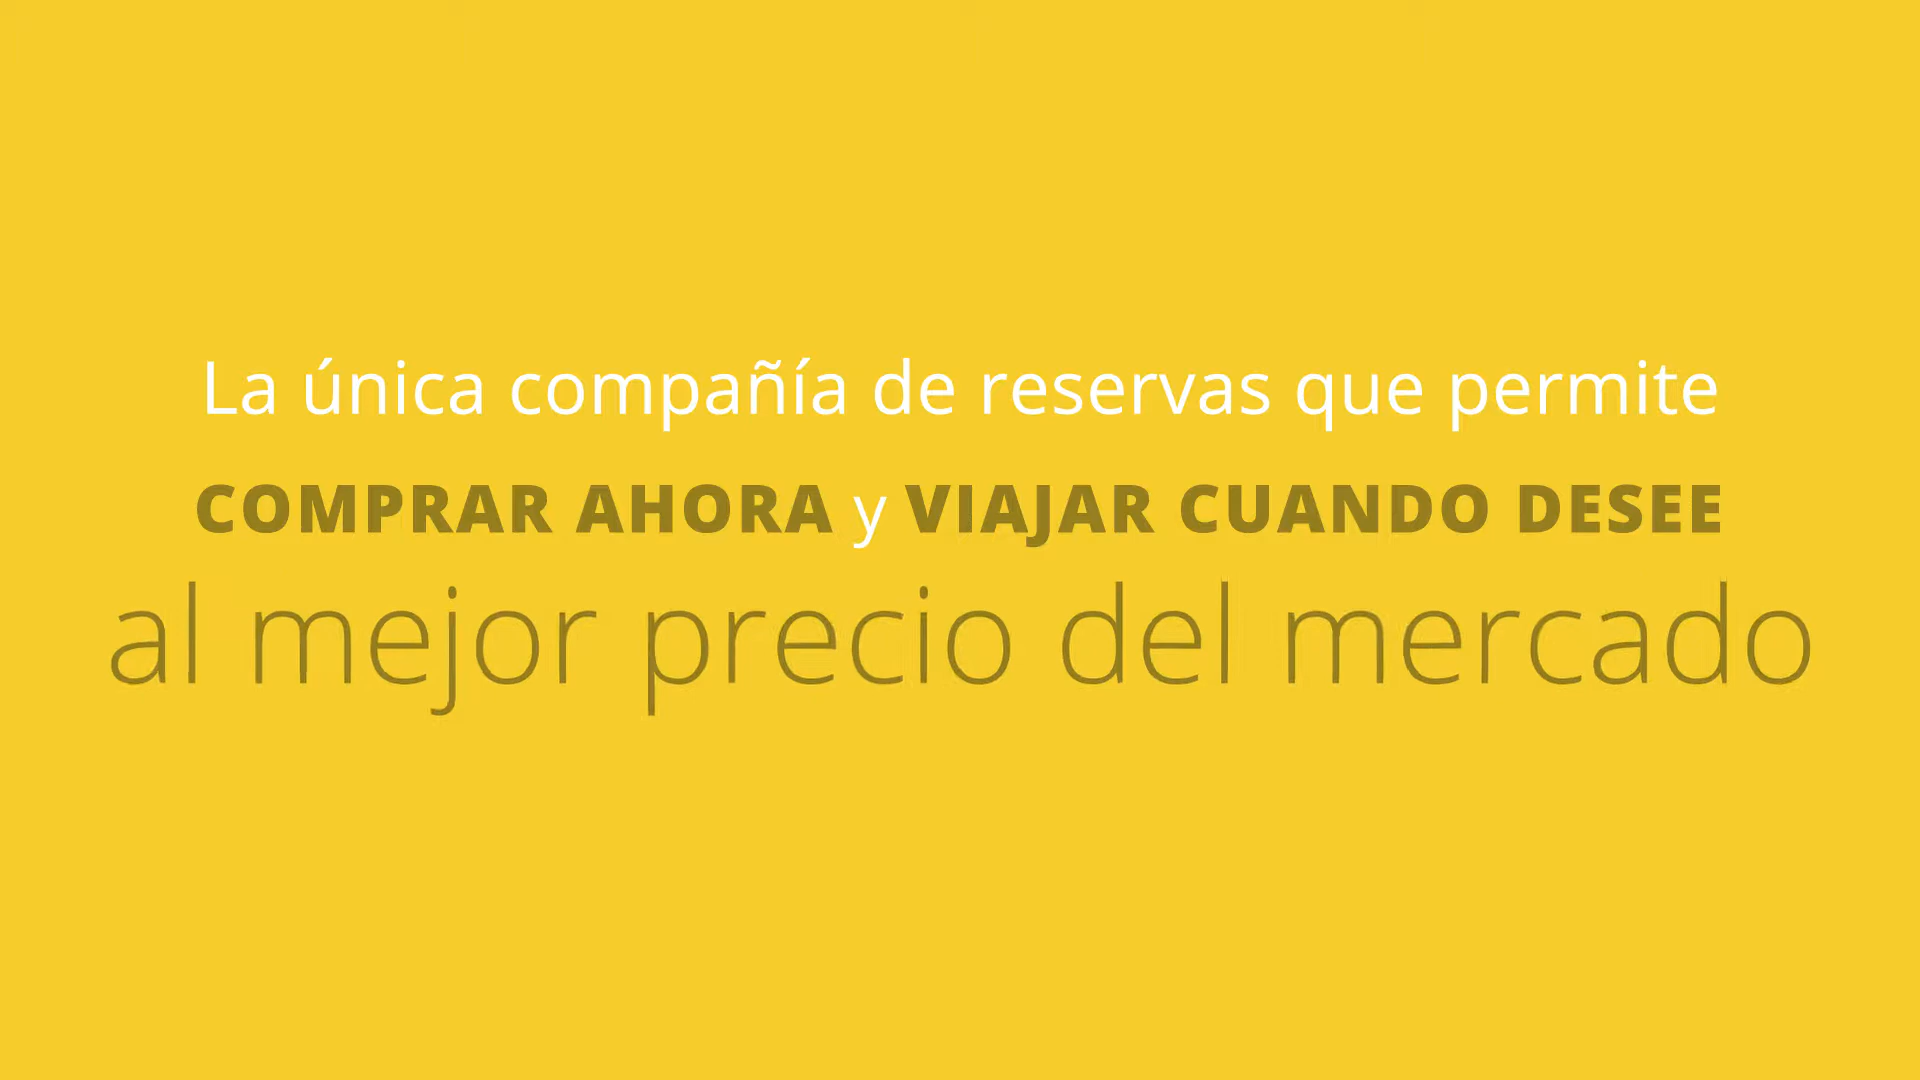 La única compañía de reservas que permite
COMPRAR AHORA y VIAJAR CUANDO DESEE
al mejor precio del mercado